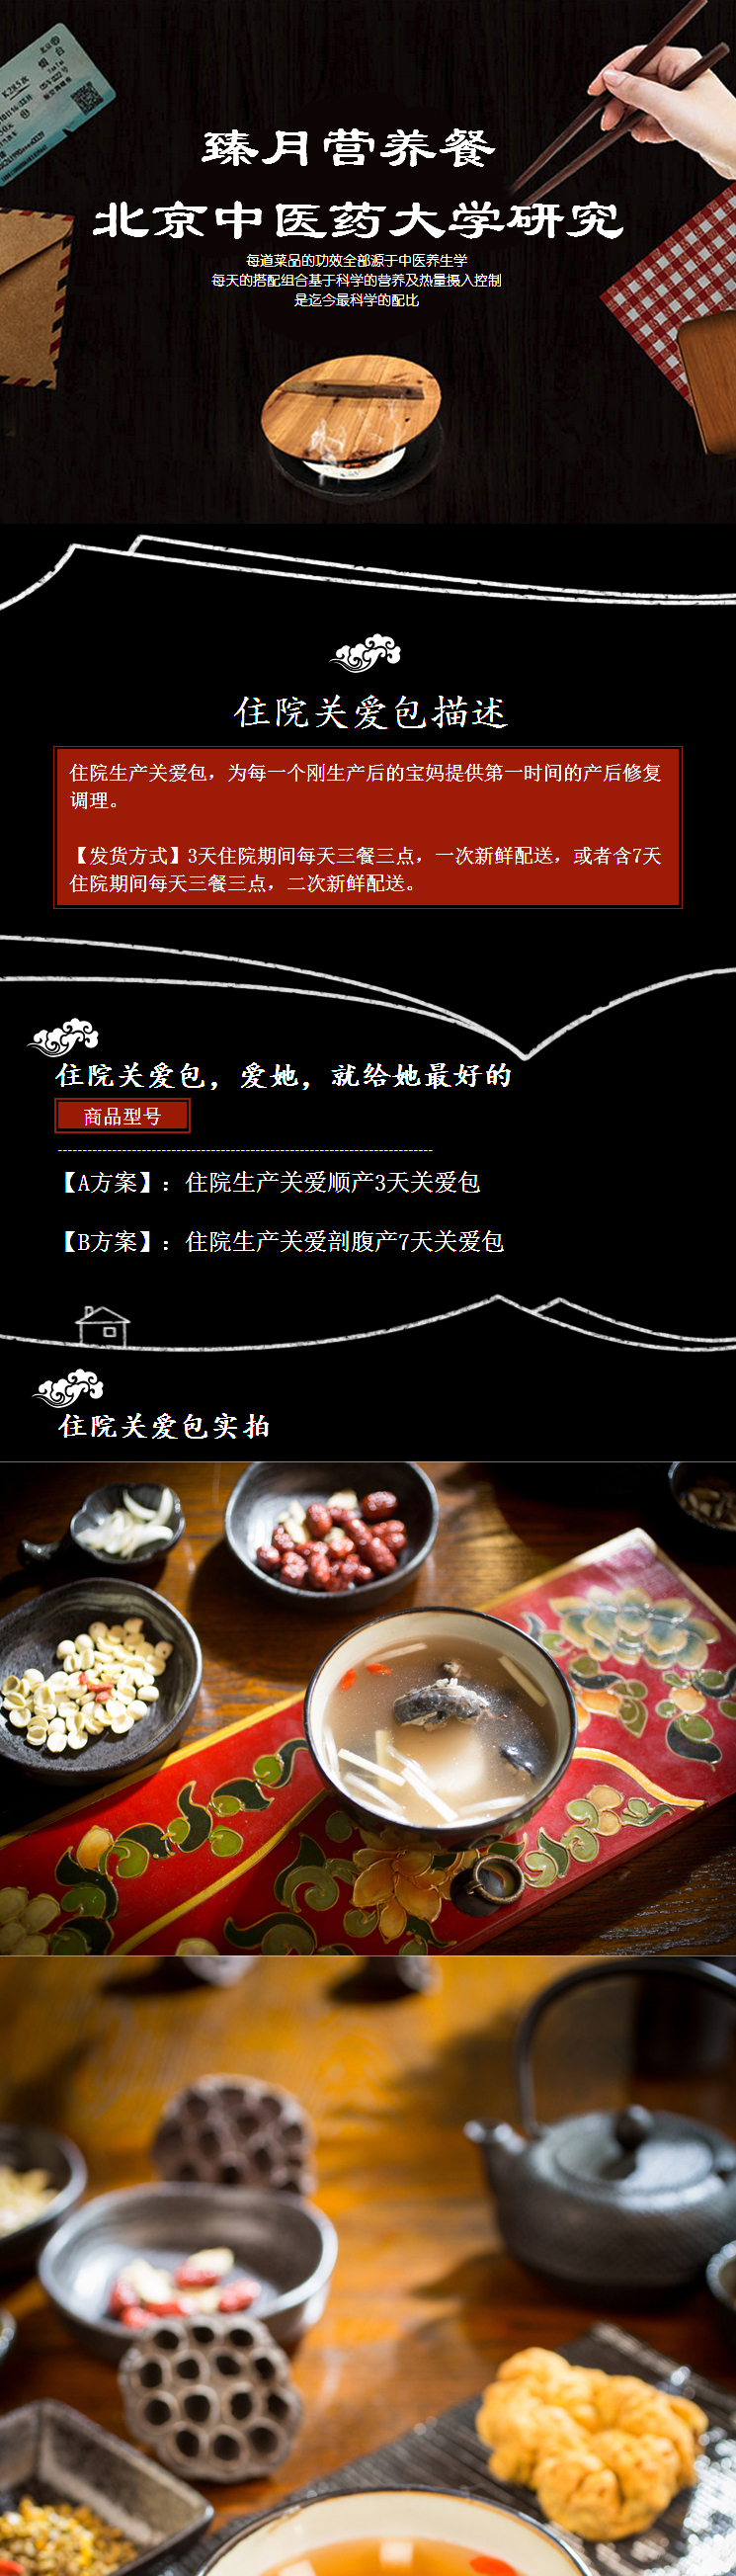 K285次
烟台
YanTai
臻月营养餐
北京中医药大学研究
每道菜品的功效全部源于中医养生学
每天的搭配组合基于科学的营养及热量摄入控制
是迄今最科学的配比
住院关爱包描述
住院生产关爱包，为每一个刚生产后的宝妈提供第一时间的产后修复
调理。
【发货方式】3天住院期间每天三餐三点，一次新鲜配送，或者含7天
住院期间每天三餐三点，二次新鲜配送。
住院关爱包，爱她，就给她最好的
商品型号
【A方案】：住院生产关爱顺产3天关爱包
【B方案】：住院生产关爱剖腹产7天关爱包
住院关爱包实拍